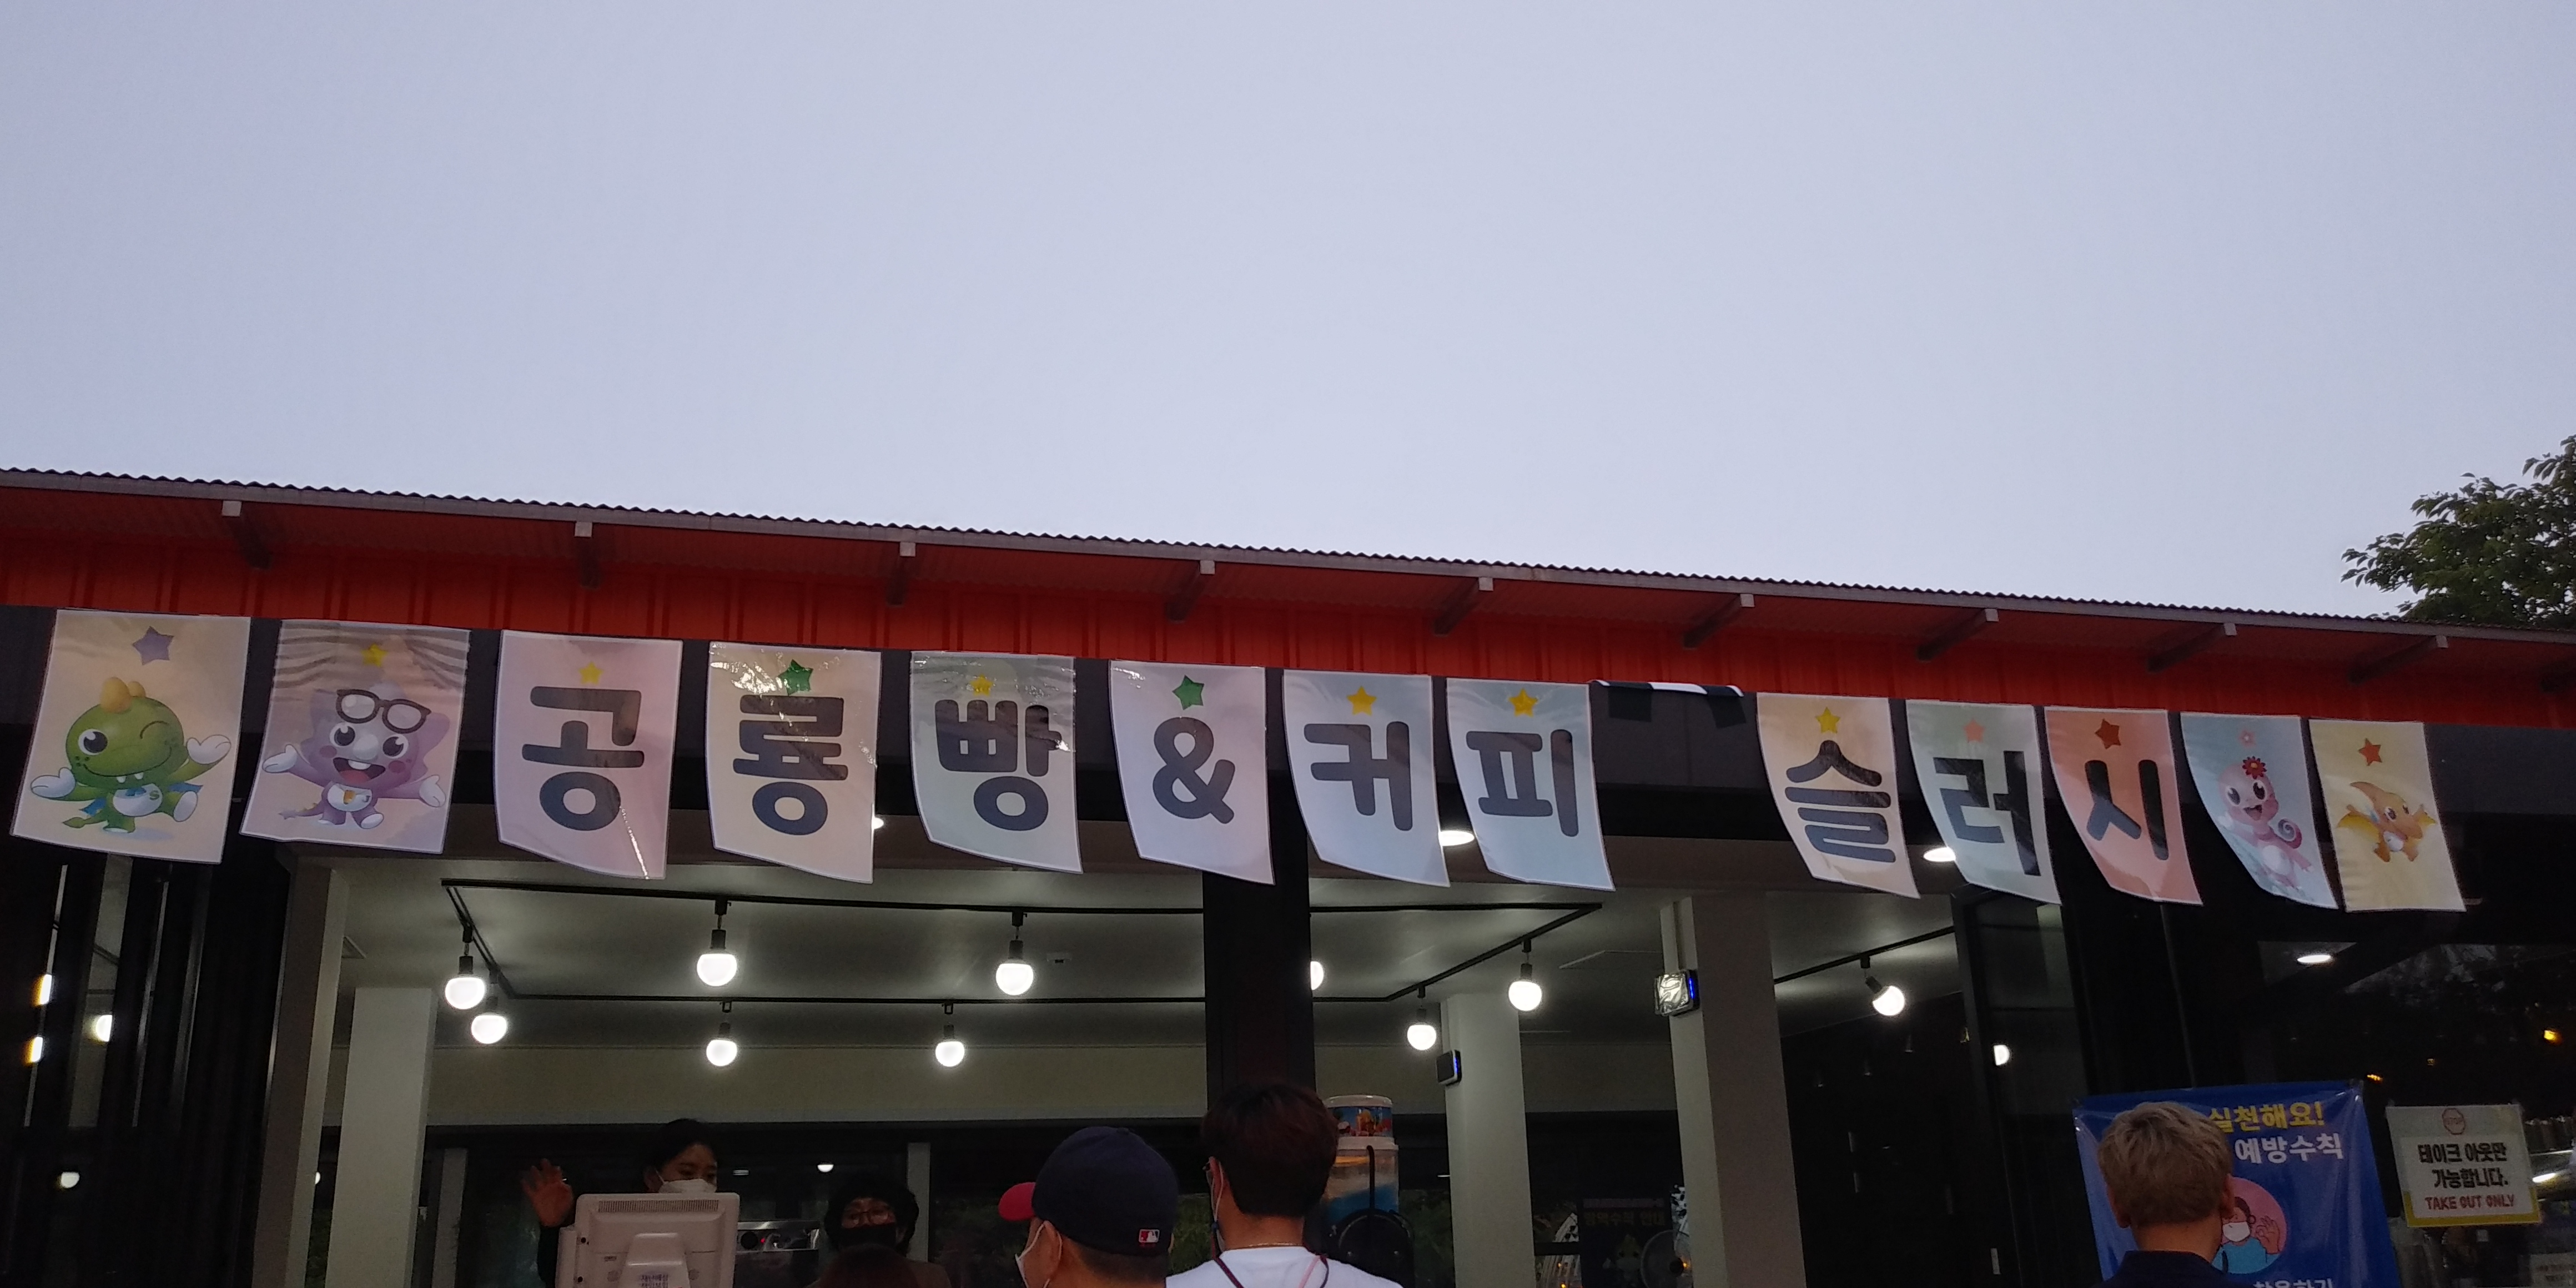 공룡빵&커피 슬러시
실천해요!
예방수칙
테이크 아웃만
가능합니다.
TAKE OUT ONLY